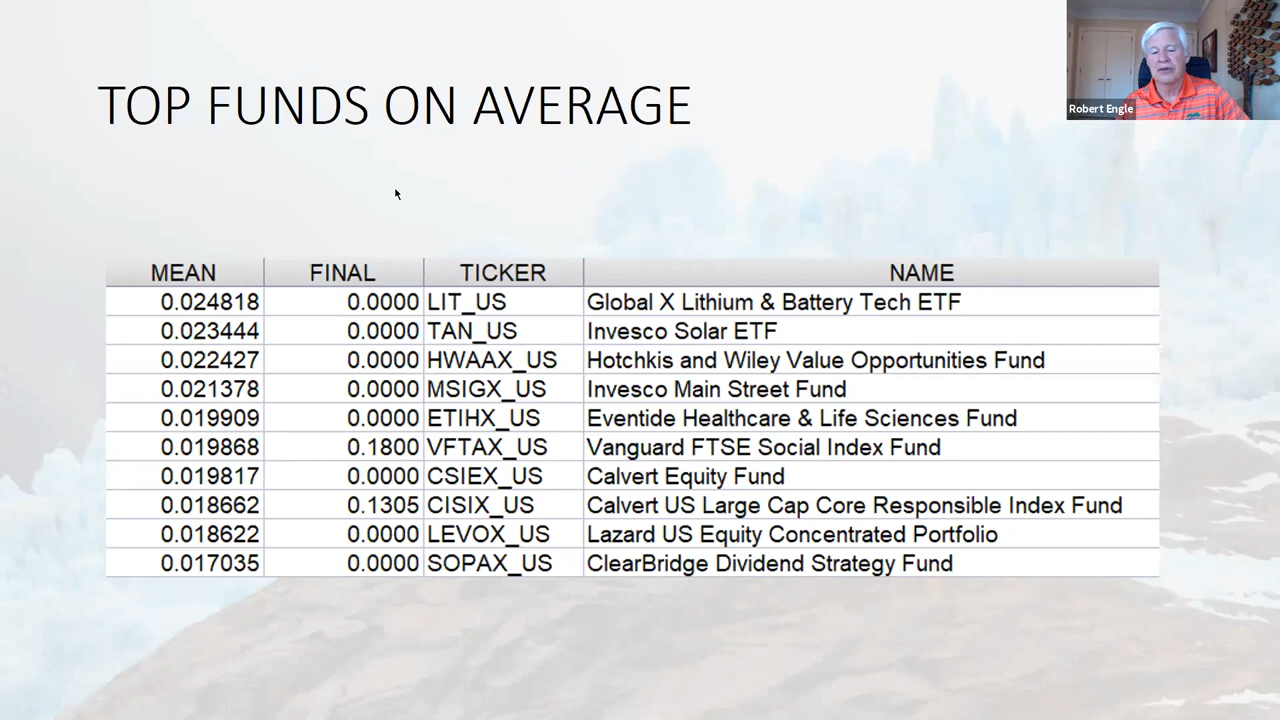 TOP FUNDS ON AVERAGE
Robert Engle
MEAN FINAL TICKER NAME
0.024818 0.0000 LIT_US Global X Lithium & Battery Tech ETF
0.023444 0.0000 TAN_US Invesco Solar ETF
0.022427 0.0000 HWAAX_US Hotchkis and Wiley Value Opportunities Fund
0.021378 0.0000 MSIGX_US Invesco Main Street Fund
0.019909 0.0000 ETIHX_US Eventide Healthcare & Life Sciences Fund
0.019868 0.1800 VFTAX_US Vanguard FTSE Social Index Fund
0.019817 0.0000 CSIEX_US Calvert Equity Fund
0.018662 0.1305 CISIX_US Calvert US Large Cap Core Responsible Index Fund
0.018622 0.0000 LEVOX_US Lazard US Equity Concentrated Portfolio
0.017035 0.0000 SOPAX_US ClearBridge Dividend Strategy Fund